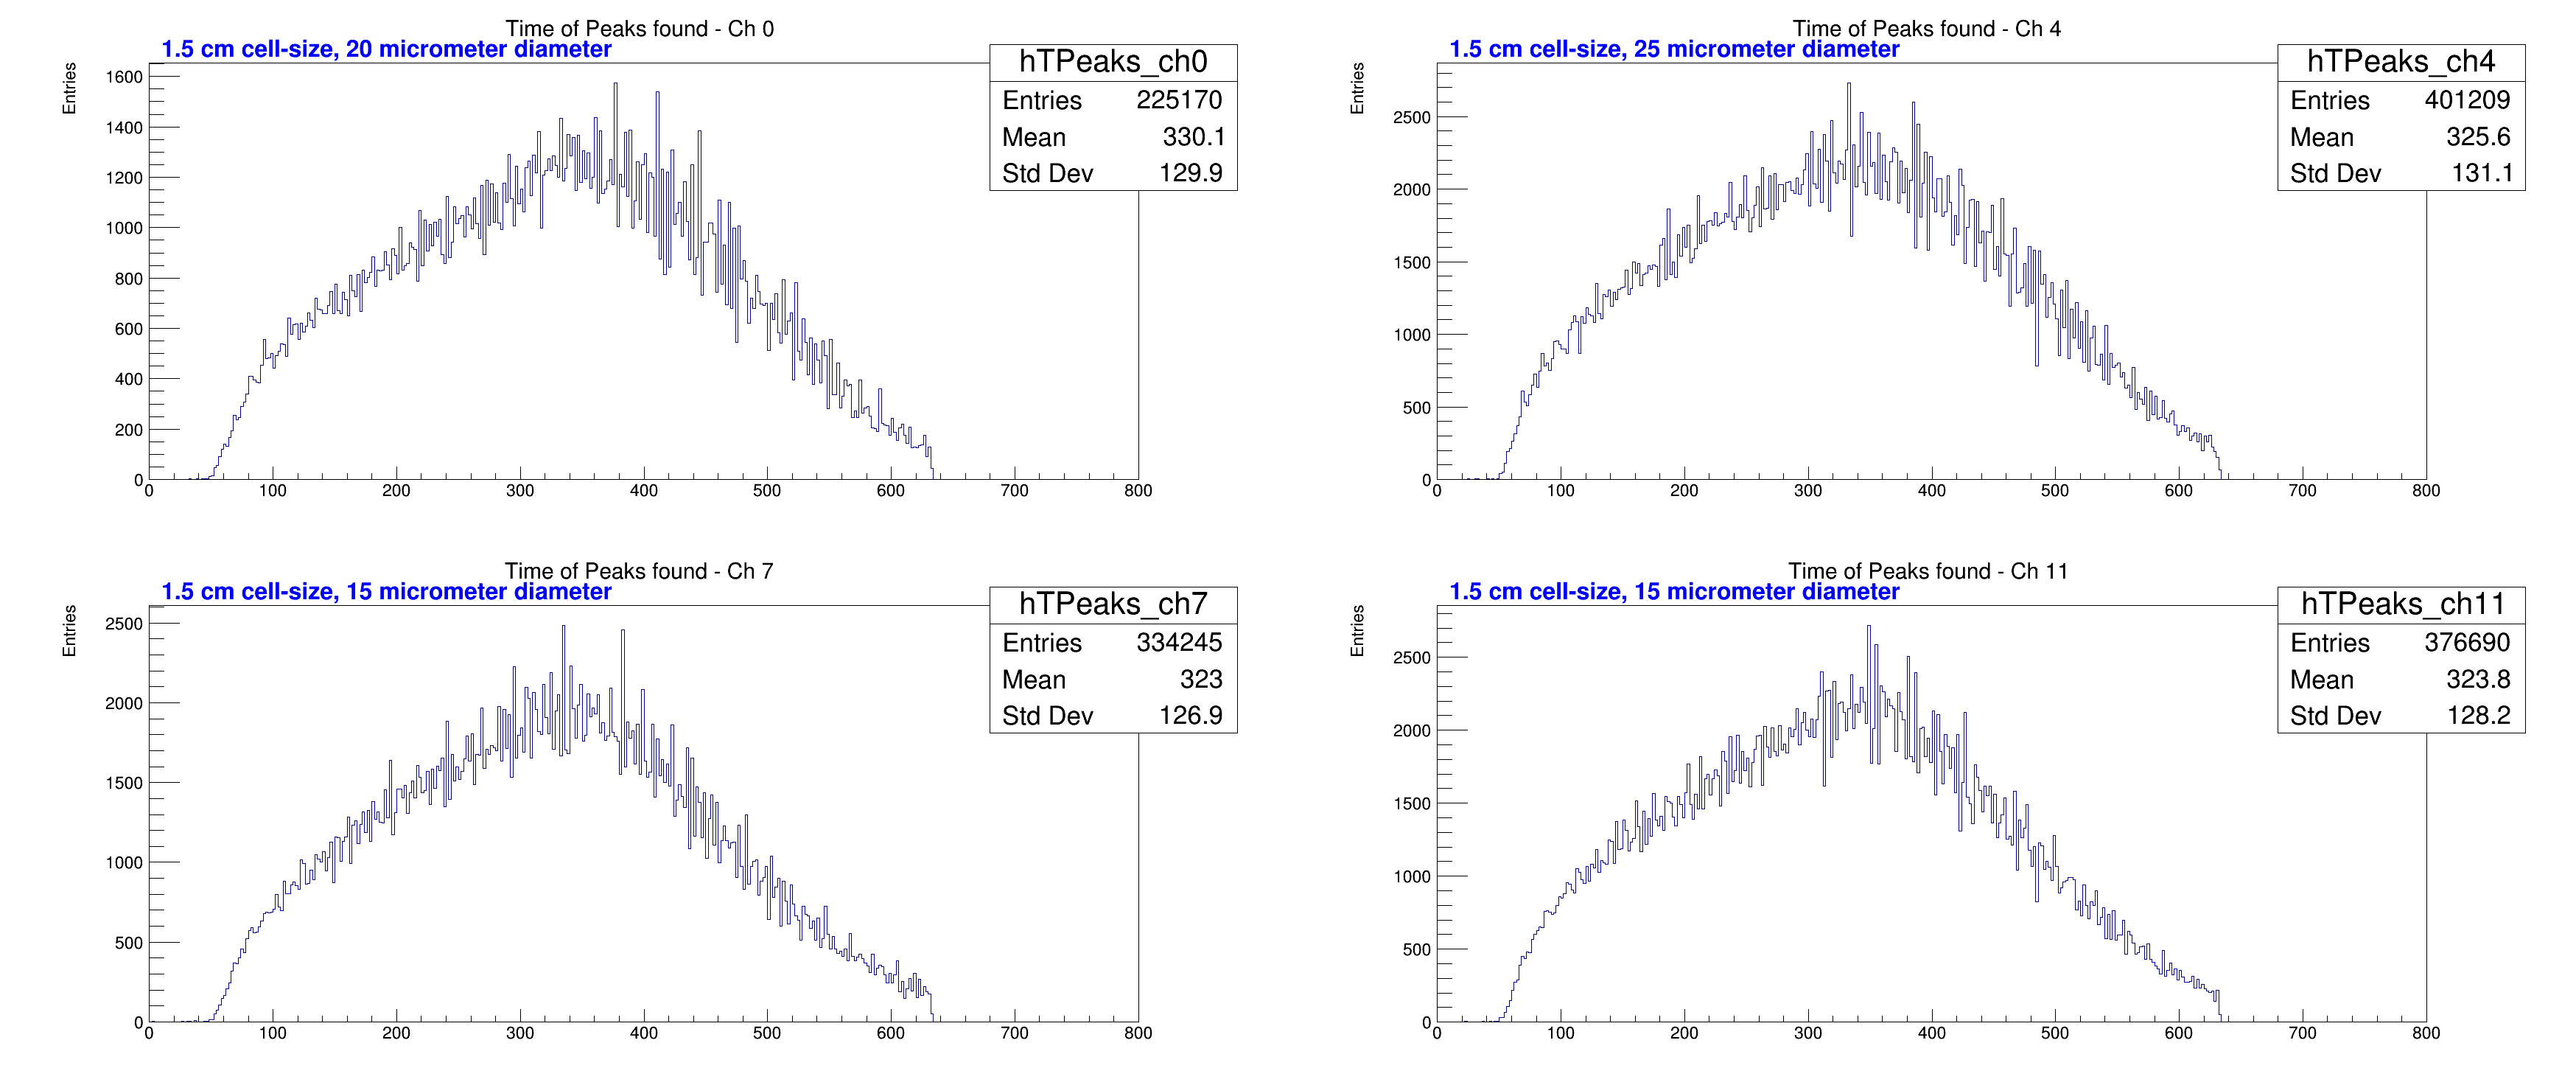 Time of Peaks found - Ch 0
1.5 cm cell-size, 20 micrometer diameter
hTPeaks_ch0
Entries 225170
Mean 330.1
Std Dev 129.9
Entries
1600
1400
1200
1000
800
600
400
200
0
0 100 200 300 400 500 600 700 800
Time of Peaks found - Ch 4
1.5 cm cell-size, 25 micrometer diameter
hTPeaks_ch4
Entries 401209
Mean 325.6
Std Dev 131.1
Entries
2500
2000
1500
1000
500
0
0 100 200 300 400 500 600 700 800
Time of Peaks found - Ch 7
1.5 cm cell-size, 15 micrometer diameter
hTPeaks_ch7
Entries 334245
Mean 323
Std Dev 126.9
Entries
2500
2000
1500
1000
500
0
0 100 200 300 400 500 600 700 800
Time of Peaks found - Ch 11
1.5 cm cell-size, 15 micrometer diameter
hTPeaks_ch11
Entries 376690
Mean 323.8
Std Dev 128.2
Entries
2500
2000
1500
1000
500
0
0 100 200 300 400 500 600 700 800